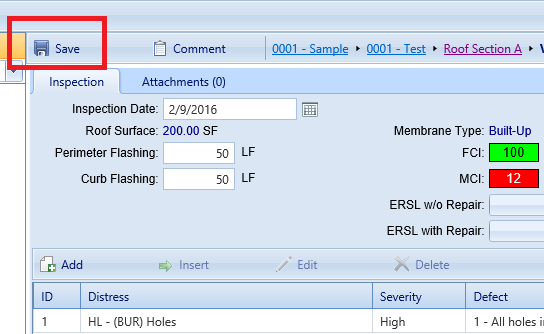 Save Comment 0001 - Sample ▸ 0001 - Test ▸ Roof Section A ▸
Inspection Attachments (0)
Inspection Date: 2/9/2016
Roof Surface: 200.00 SF Membrane Type: Built-Up
Perimeter Flashing: 50 LF FCI: 100
Curb Flashing: 50 LF MCI: 12
ERSL w/o Repair:
ERSL with Repair:
Add Insert Edit Delete
ID Distress Severity Defect
1 HL - (BUR) Holes High 1 - All holes i